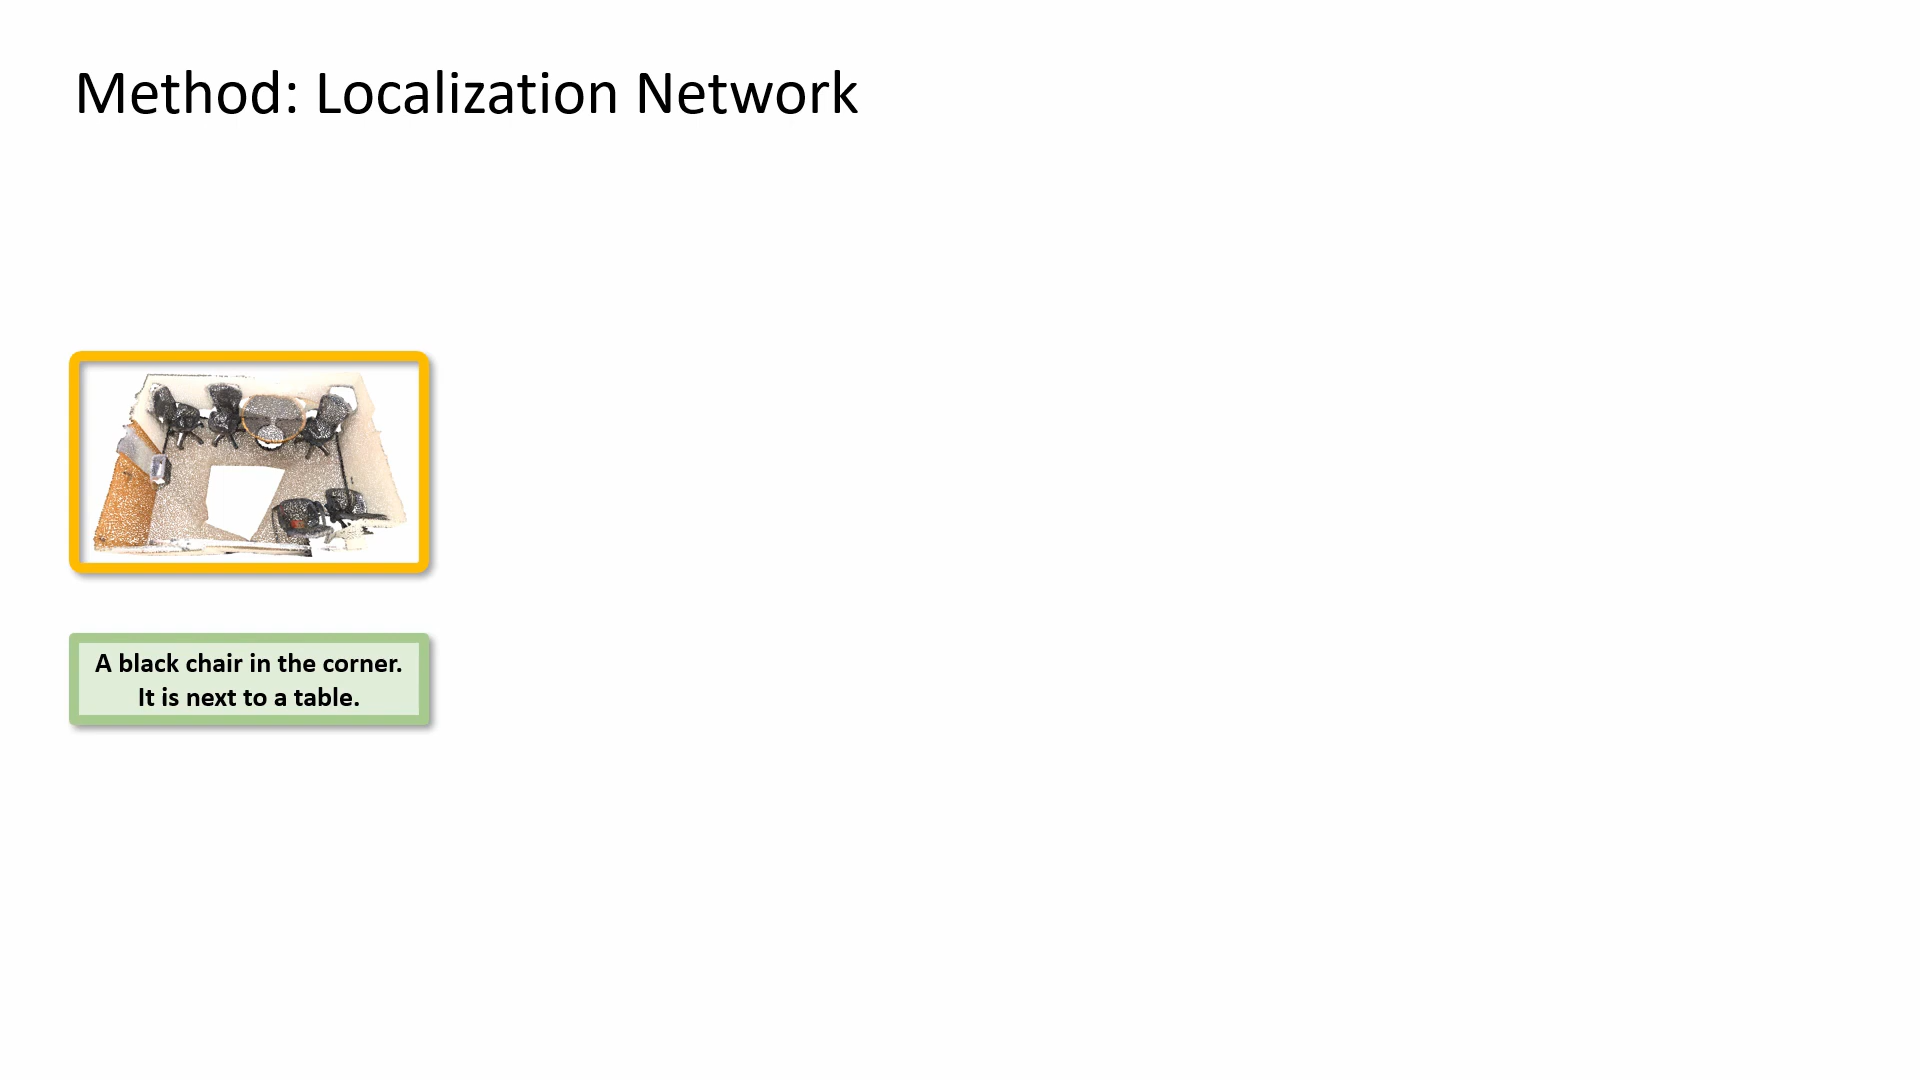 Method: Localization Network
A black chair in the corner.
It is next to a table.